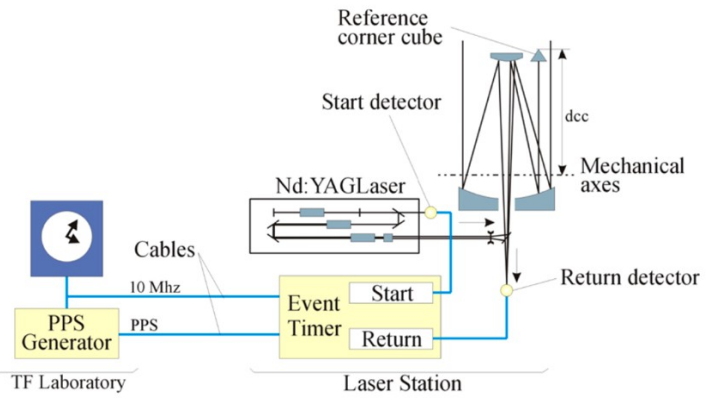 Reference
corner cube
Start detector
dcc
Mechanical
axes
Nd:YAGLaser
Cables
10 Mhz
Event
Timer
Start
Return
Return detector
PPS
Generator
PPS
TF Laboratory
Laser Station